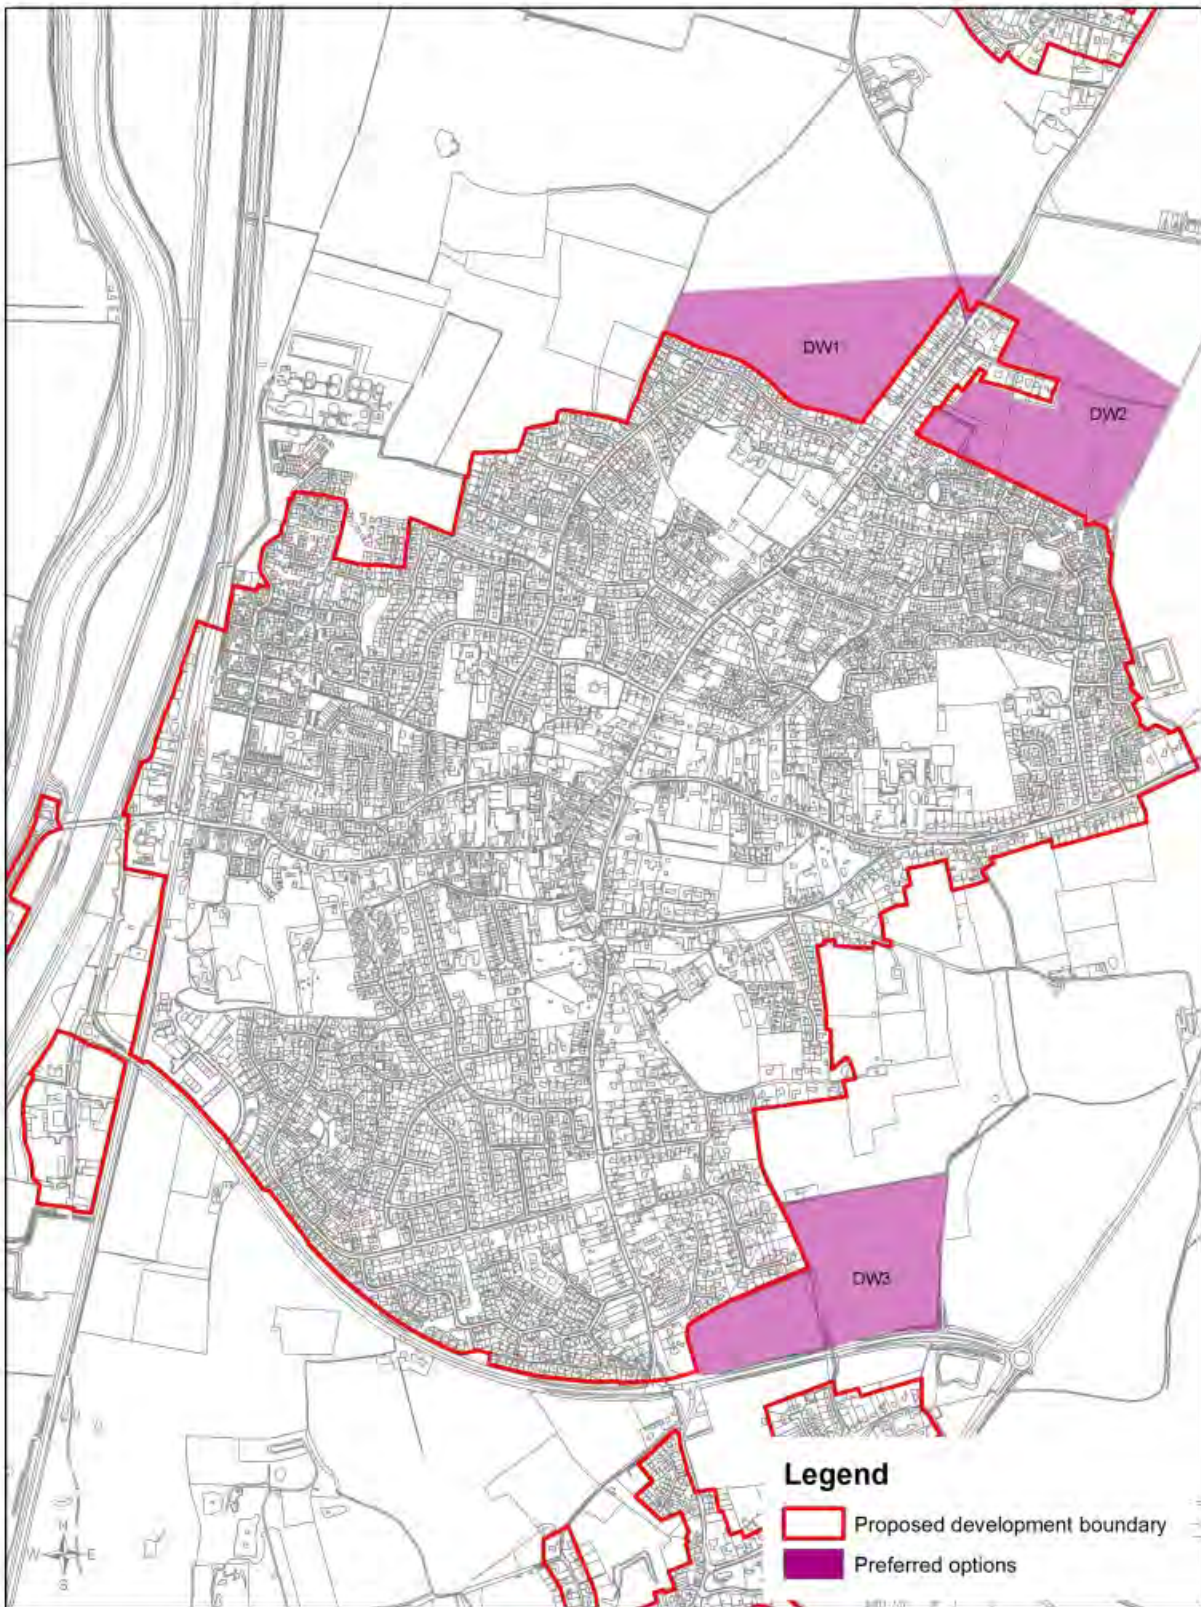 DW1
DW2
DW3
Legend
Proposed development boundary
Preferred options
N
W E
S